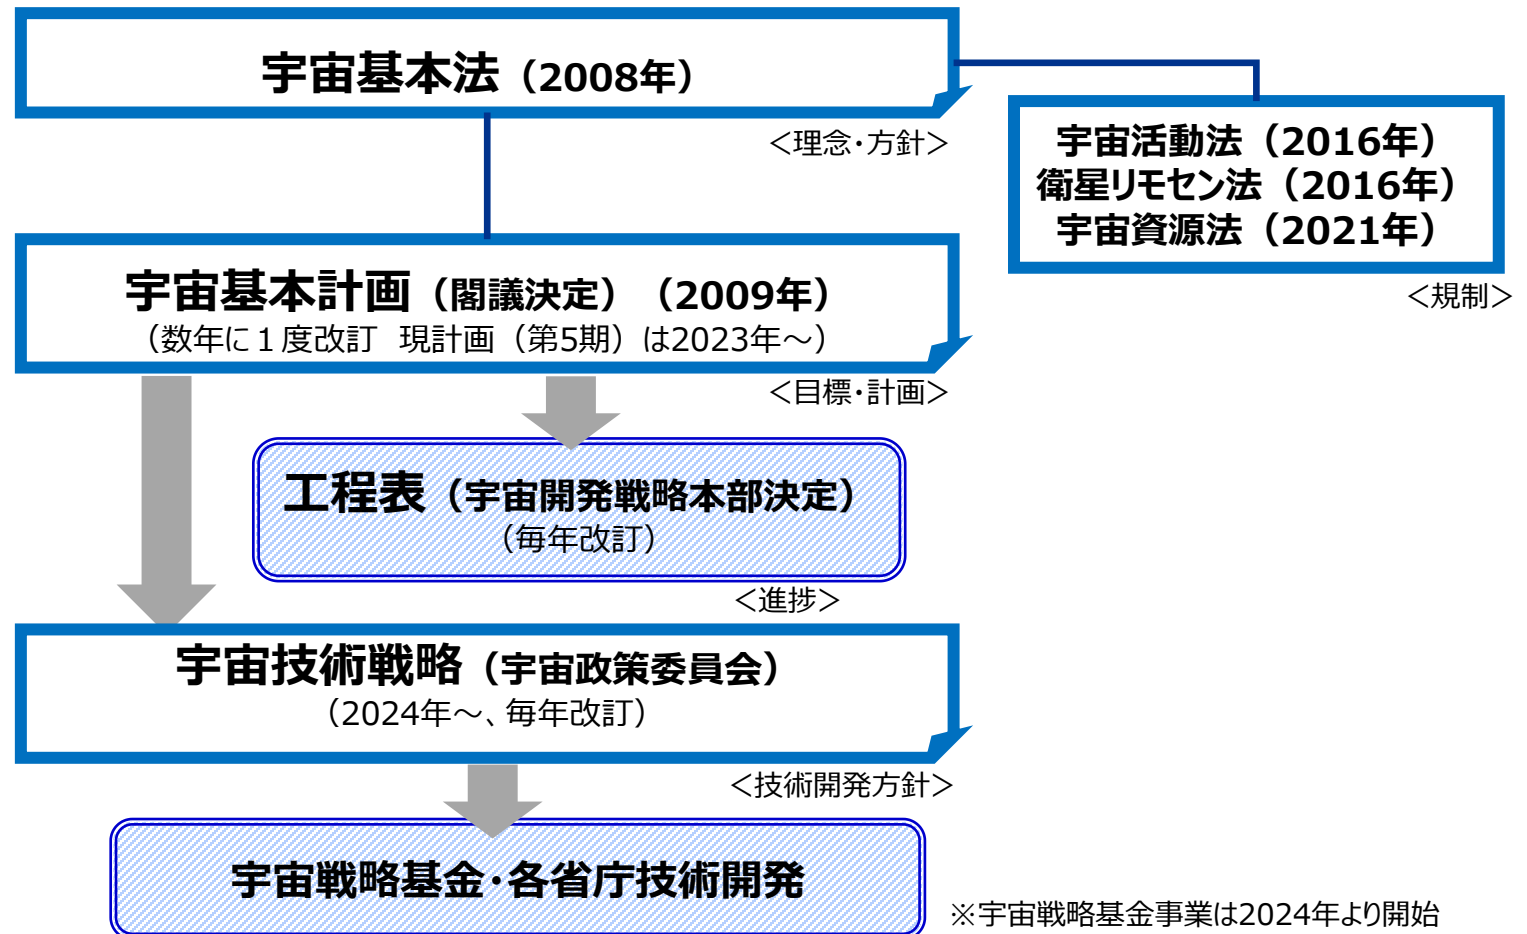 宇宙基本法（2008年）
＜理念・方針＞
宇宙活動法（2016年）
衛星リモセン法（2016年）
宇宙資源法（2021年）
＜規制＞
宇宙基本計画（閣議決定）（2009年）
（数年に１度改訂　現計画（第5期）は2023年～）
＜目標・計画＞
工程表（宇宙開発戦略本部決定）
（毎年改訂）
＜進捗＞
宇宙技術戦略（宇宙政策委員会）
（2024年～、毎年改訂）
＜技術開発方針＞
宇宙戦略基金・各省庁技術開発
※宇宙戦略基金事業は2024年より開始